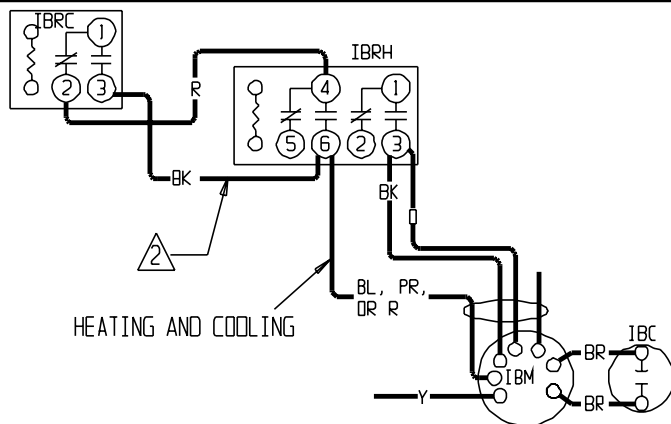 IBRC
1
2
3
R
IBRH
4
1
5
6
2
3
BK
BK
O
2
BL, PR,
OR R
HEATING AND COOLING
IBC
BR
IBM
BR
Y